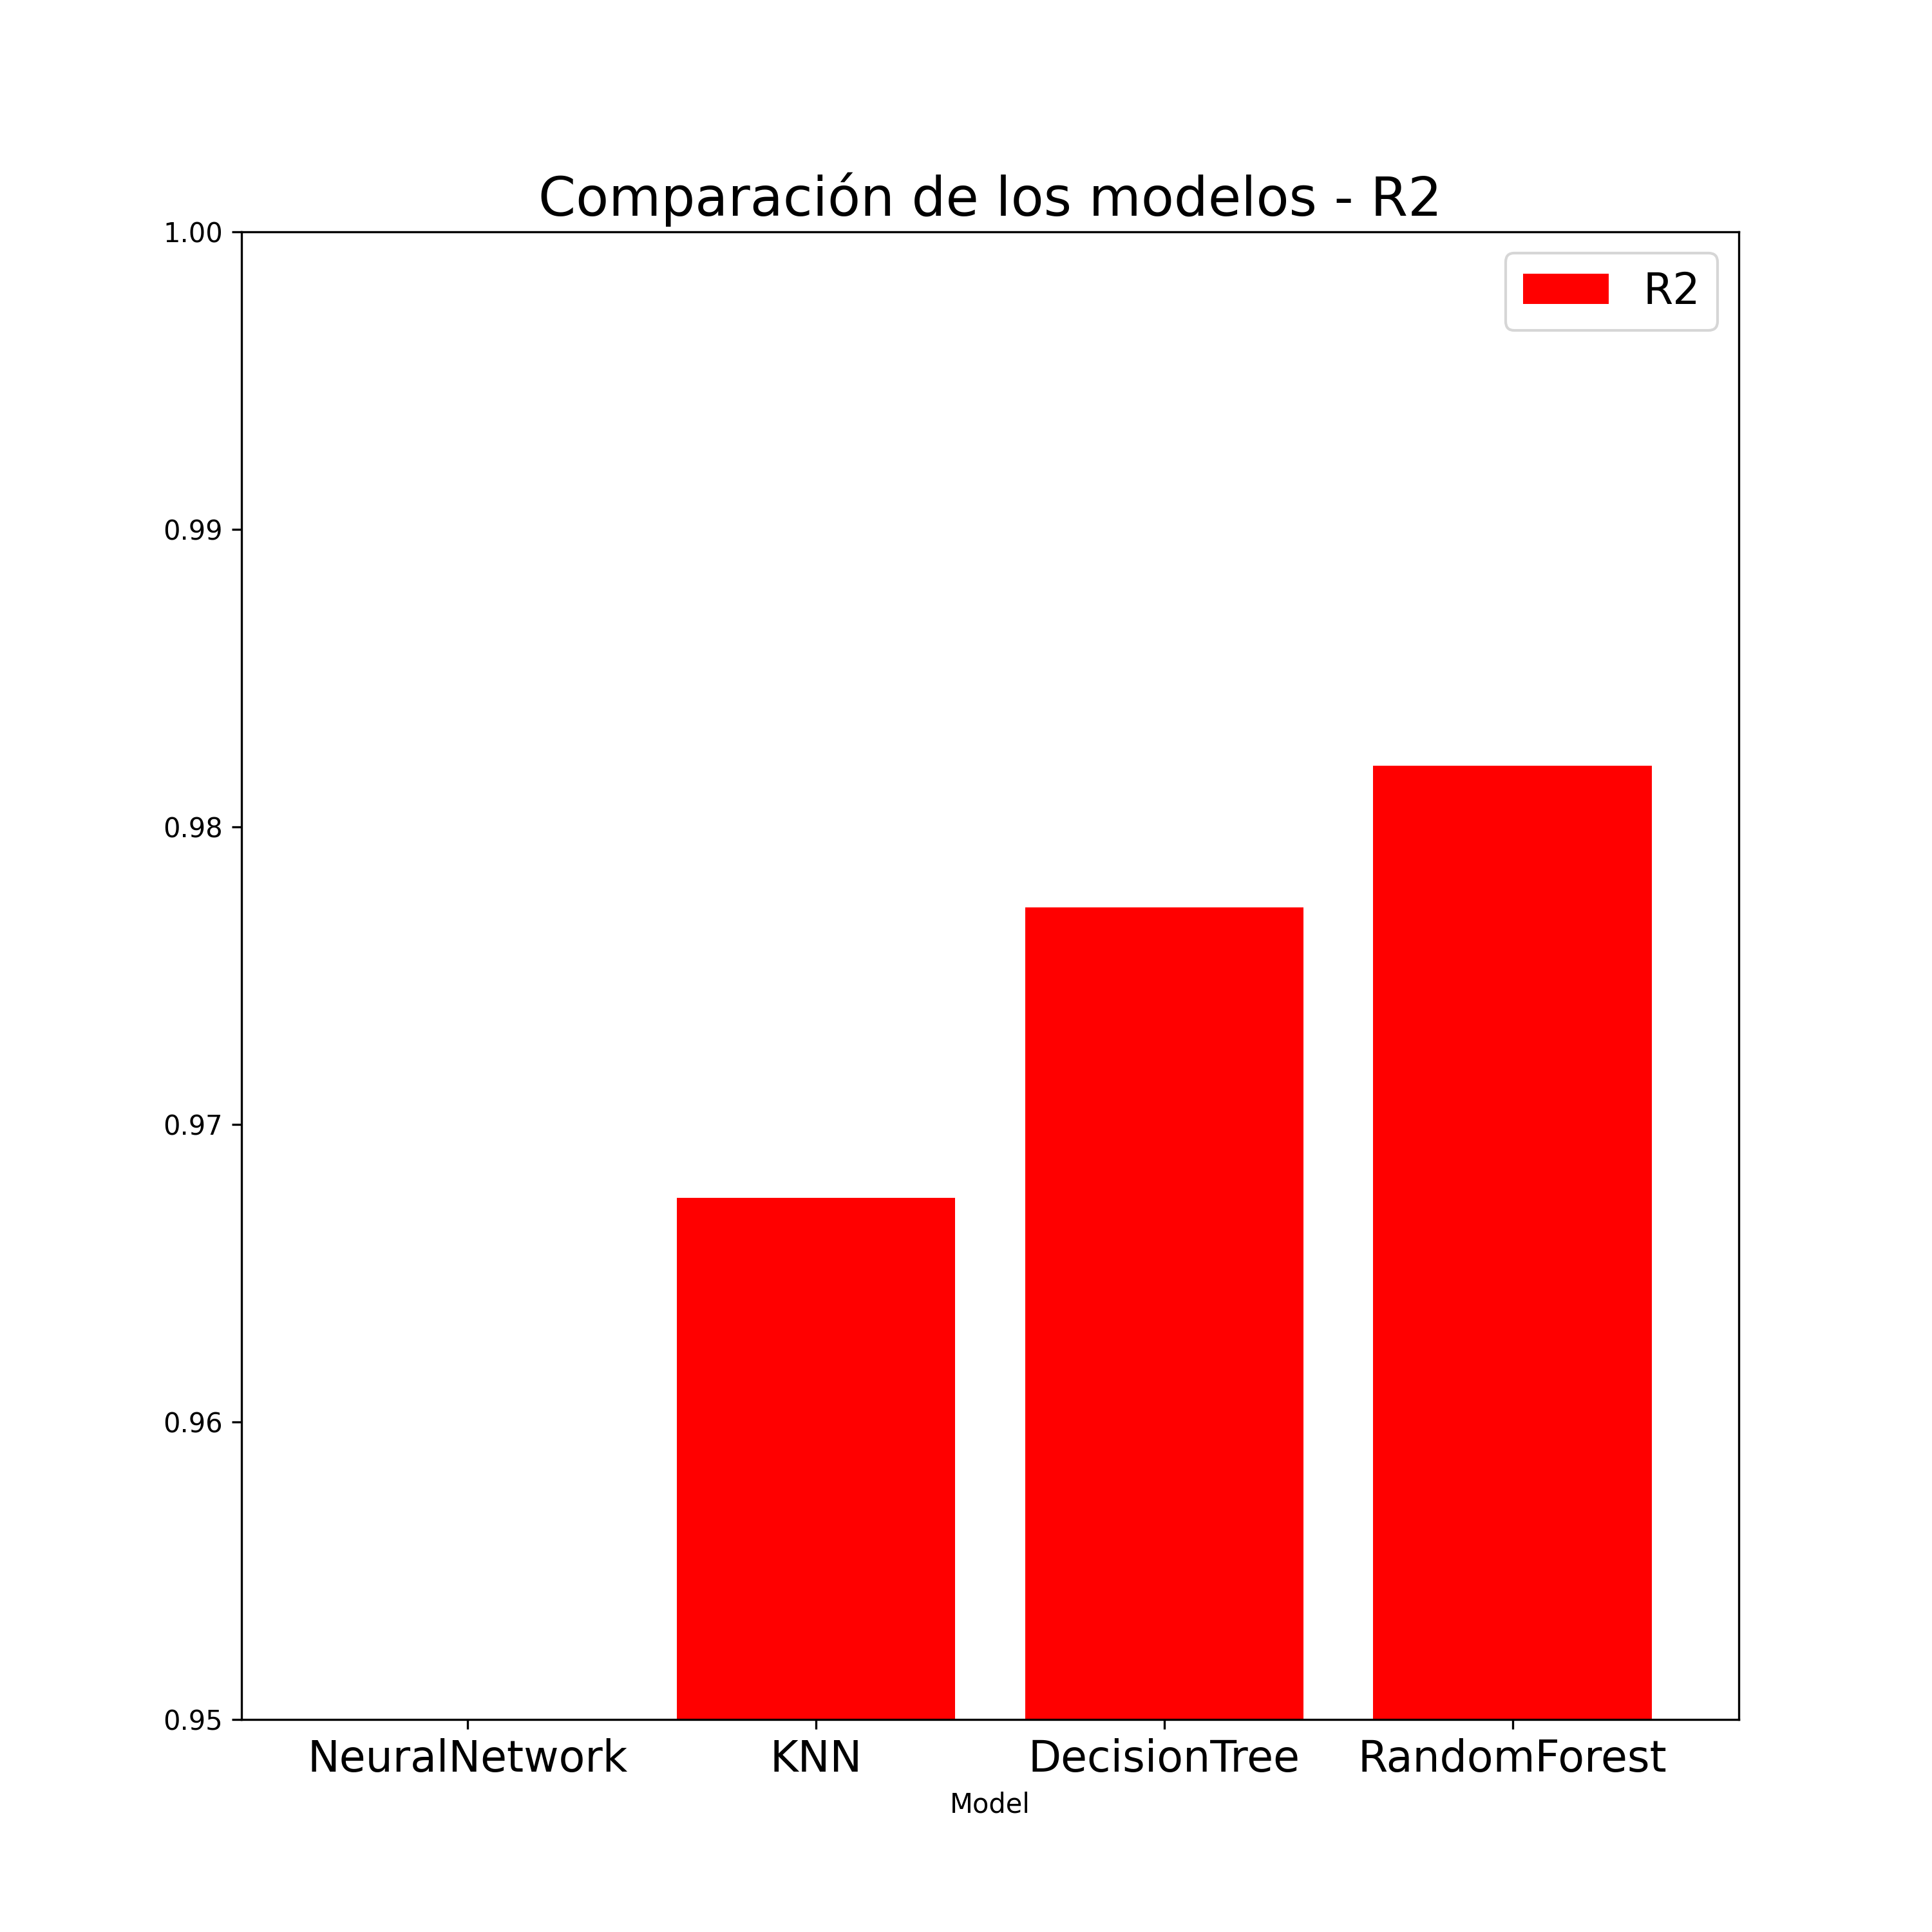 Comparación de los modelos - R2
R2
1.00
0.99
0.98
0.97
0.96
0.95
NeuralNetwork KNN DecisionTree RandomForest
Model